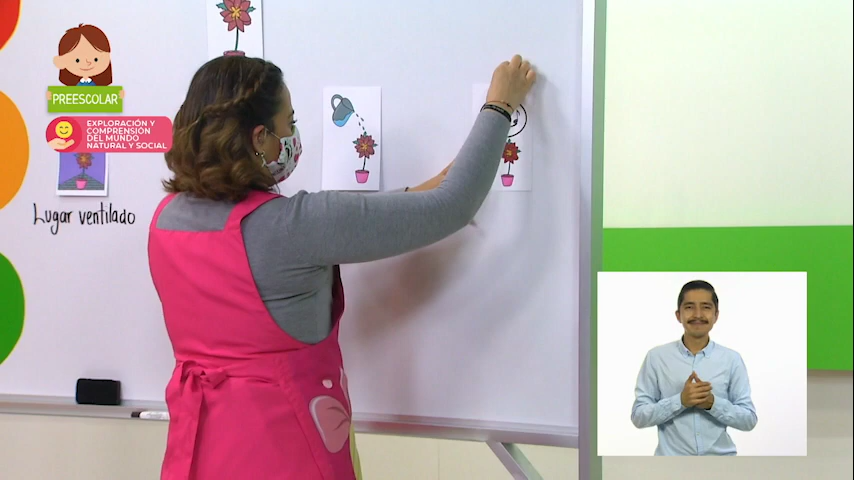 PREESCOLAR
EXPLORACIÓN Y
COMPRENSIÓN
DEL MUNDO
NATURAL Y SOCIAL
Lugar ventilado